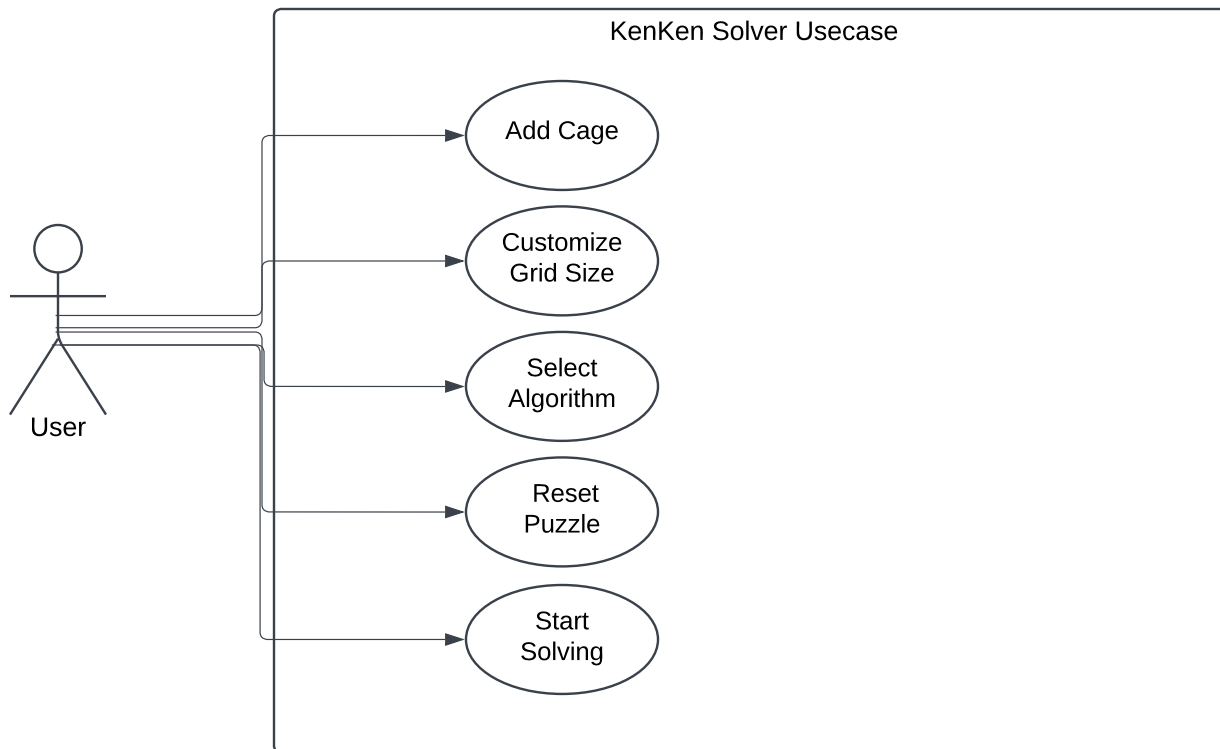 KenKen Solver Usecase
Add Cage
Customize
Grid Size
Select
Algorithm
Reset
Puzzle
Start
Solving
User